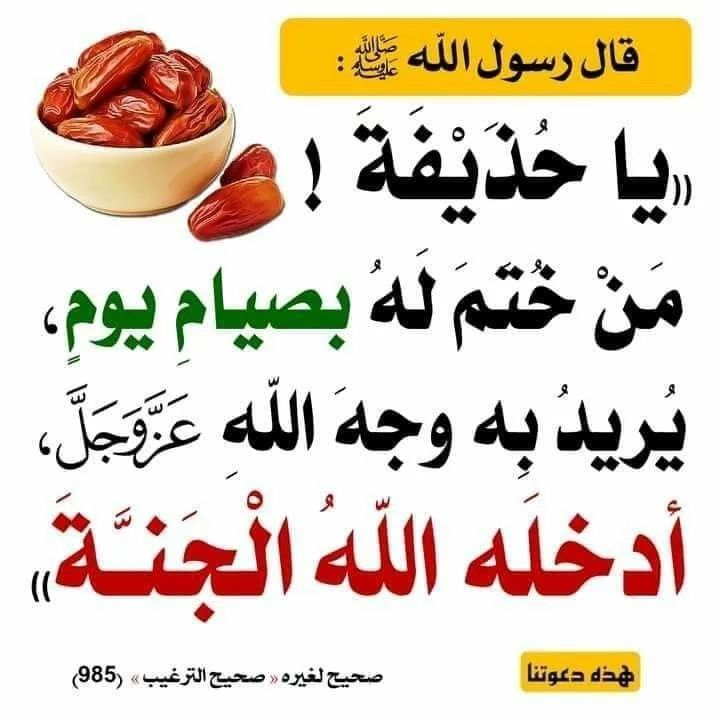 قال رسول الله ﷺ :
((يا حُذَيْفَةَ !
مَنْ خُتَمَ لَهُ بصيامِ يومٍ،
يُريدُ بِه وجهَ اللّهِ عَزَّوَجَلَّ،
أدخلَه اللّهُ الْجَنَّةَ))
هذه دعوتنا
صحيح لغيره « صحيح الترغيب » (985)